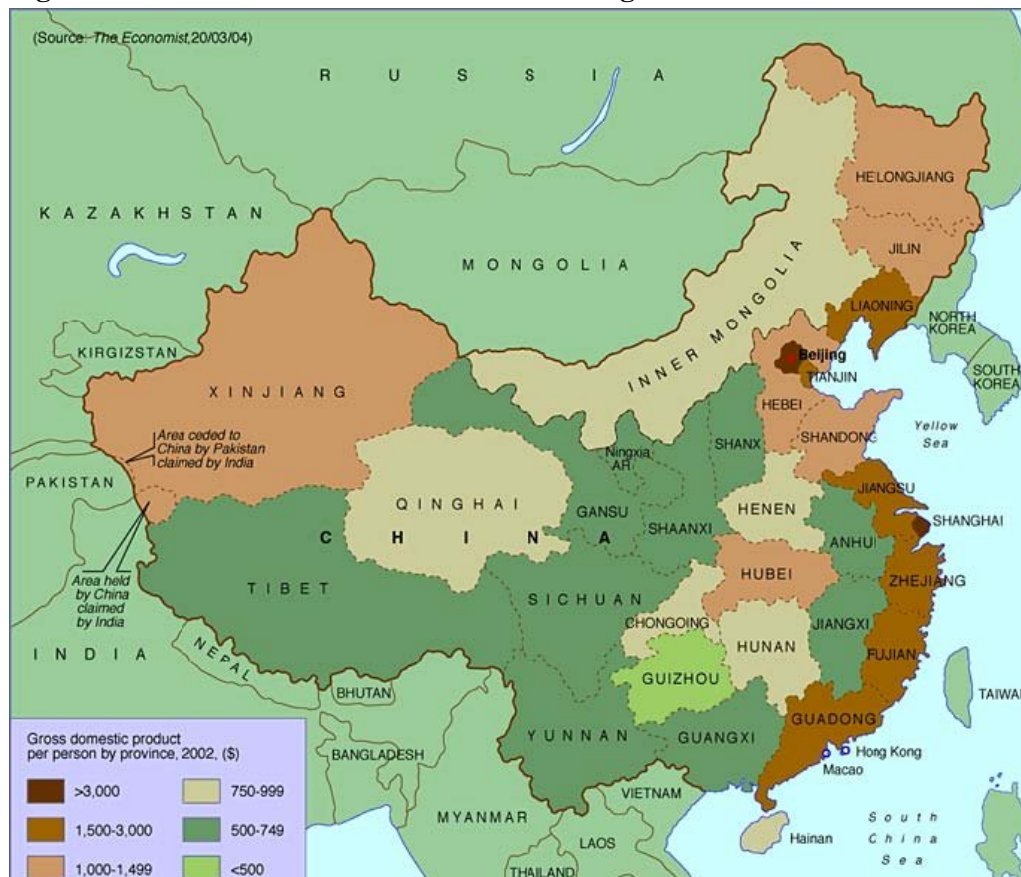 (Source: The Economist,20/03/04)
RUSSIA
KAZAKHSTAN
MONGOLIA
HELONGJIANG
JILIN
LIAONING
NORTH
KOREA
SOUTH
KOREA
KIRGIZSTAN
INNER MONGOLIA
Beijing
TIANJIN
HEBEI
XINJIANG
Area ceded to
China by Pakistan
claimed by India
PAKISTAN
SHANX
SHANDONG
Yellow
Sea
Ningxia
AR
QINGHAI
GANSU
SHAANXI
HENEN
JIANGSU
SHANGHAI
CHINA
ANHUI
Area held
by China
claimed
by India
TIBET
SICHUAN
HUBEI
ZHEJIANG
CHONGOING
HUNAN
JIANGXI
FUJIAN
INDIA
NEPAL
BHUTAN
GUIZHOU
TAIWAN
YUNNAN
GUANGXI
GUADONG
Hong Kong
Macao
BANGLADESH
MYANMAR
VIETNAM
LAOS
THAILAND
Hainan
South
China
Sea
Gross domestic product
per person by province, 2002, ($)
>3,000
750-999
1,500-3,000
500-749
1,000-1,499
<500